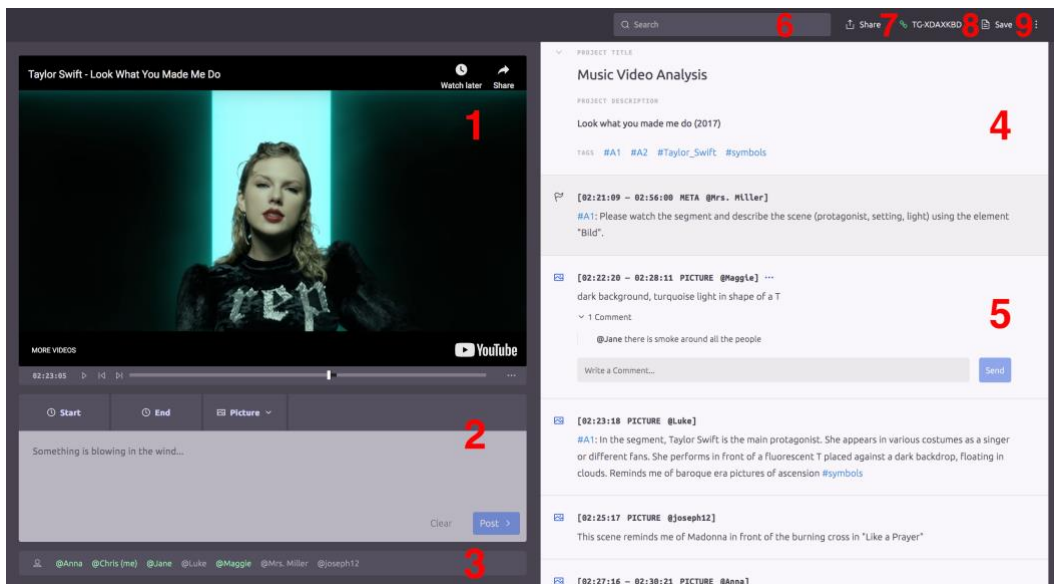 Search 6
Share 7 TG-XDAXKBD 8 Save 9
Taylor Swift - Look What You Made Me Do
Watch later Share
1
MORE VIDEOS
YouTube
02:23:05
Start End Picture
2
Something is blowing in the wind...
Clear Post
3
@Anna @Chris (me) @Jane @Luke @Maggie @Mrs. Miller @joseph12
PROJECT TITLE
Music Video Analysis
PROJECT DESCRIPTION
4
Look what you made me do (2017)
TAGS #A1 #A2 #Taylor_Swift #symbols
[02:21:09 – 02:56:00 META @Mrs. Miller]
#A1: Please watch the segment and describe the scene (protagonist, setting, light) using the element
"Bild".
[02:22:20 – 02:28:11 PICTURE @Maggie] ...
dark background, turquoise light in shape of a T
5
1 Comment
@Jane there is smoke around all the people
Write a Comment... Send
[02:23:18 PICTURE @Luke]
#A1: In the segment, Taylor Swift is the main protagonist. She appears in various costumes as a singer
or different fans. She performs in front of a fluorescent T placed against a dark backdrop, floating in
clouds. Reminds me of baroque era pictures of ascension #symbols
[02:25:17 PICTURE @joseph12]
This scene reminds me of Madonna in front of the burning cross in "Like a Prayer"
[02:27:16 – 02:30:21 PICTURE @Anna]